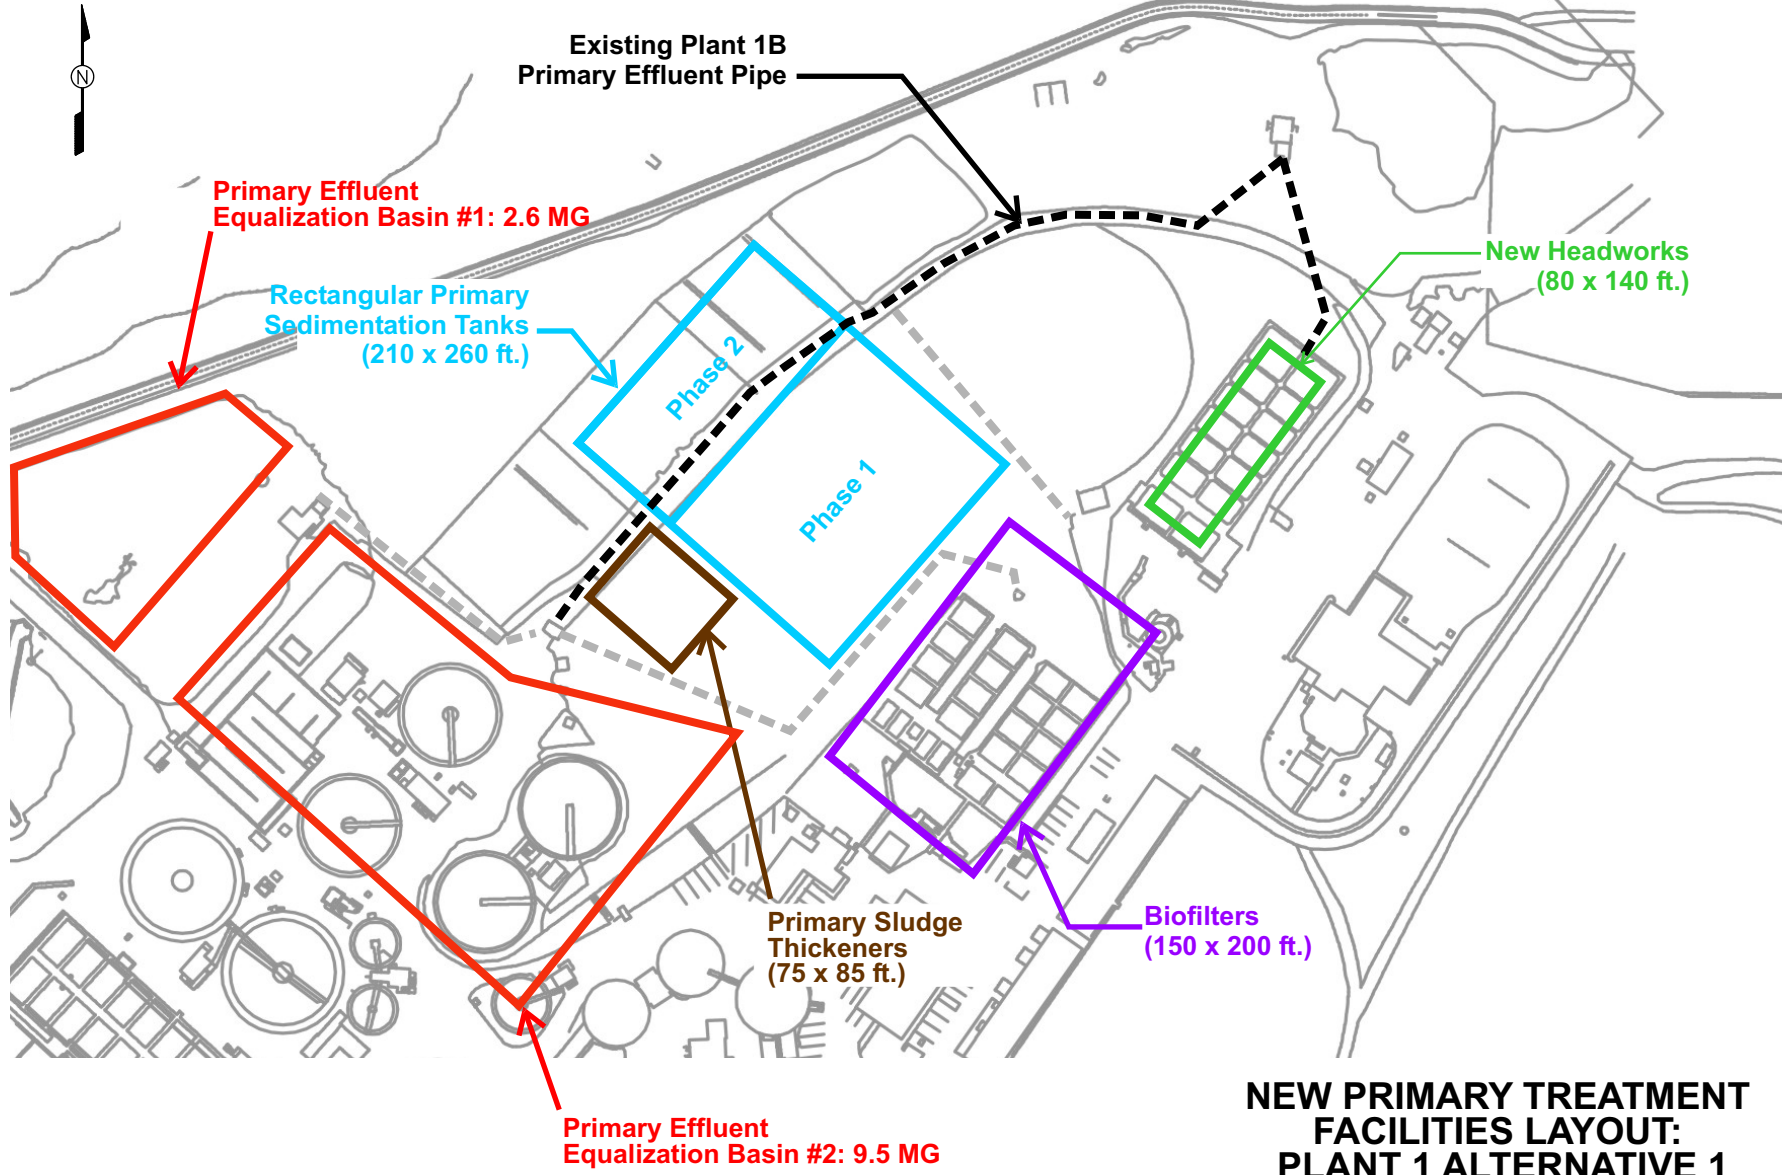 N
Existing Plant 1B
Primary Effluent Pipe
Primary Effluent
Equalization Basin #1: 2.6 MG
New Headworks
(80 x 140 ft.)
Rectangular Primary
Sedimentation Tanks
(210 x 260 ft.)
Phase 2
Phase 1
Primary Sludge
Thickeners
(75 x 85 ft.)
Biofilters
(150 x 200 ft.)
Primary Effluent
Equalization Basin #2: 9.5 MG
NEW PRIMARY TREATMENT
FACILITIES LAYOUT:
PLANT 1 ALTERNATIVE 1